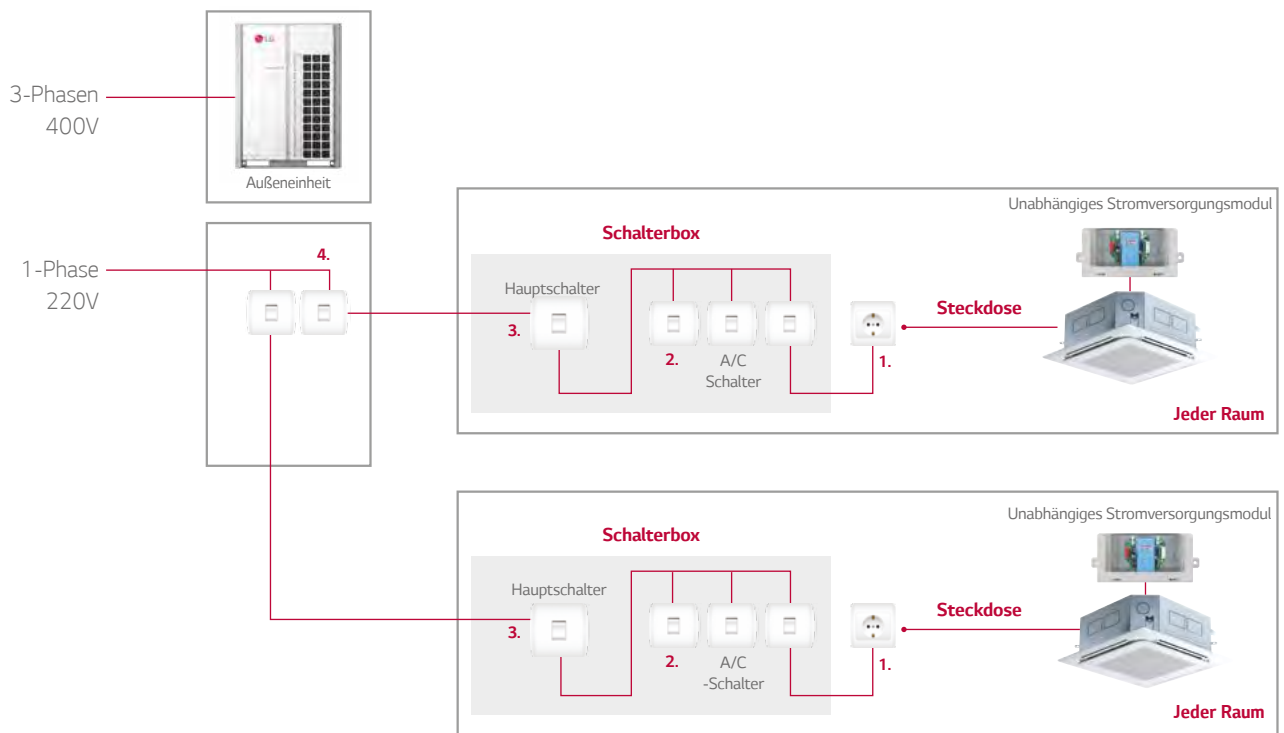 LG
3-Phasen
400V
Außeneinheit
1-Phase
220V
4.
Unabhängiges Stromversorgungsmodul
Schalterbox
Hauptschalter
3.
2.
A/C
Schalter
1.
Steckdose
Jeder Raum
Unabhängiges Stromversorgungsmodul
Schalterbox
Hauptschalter
3.
2.
A/C
-Schalter
1.
Steckdose
Jeder Raum